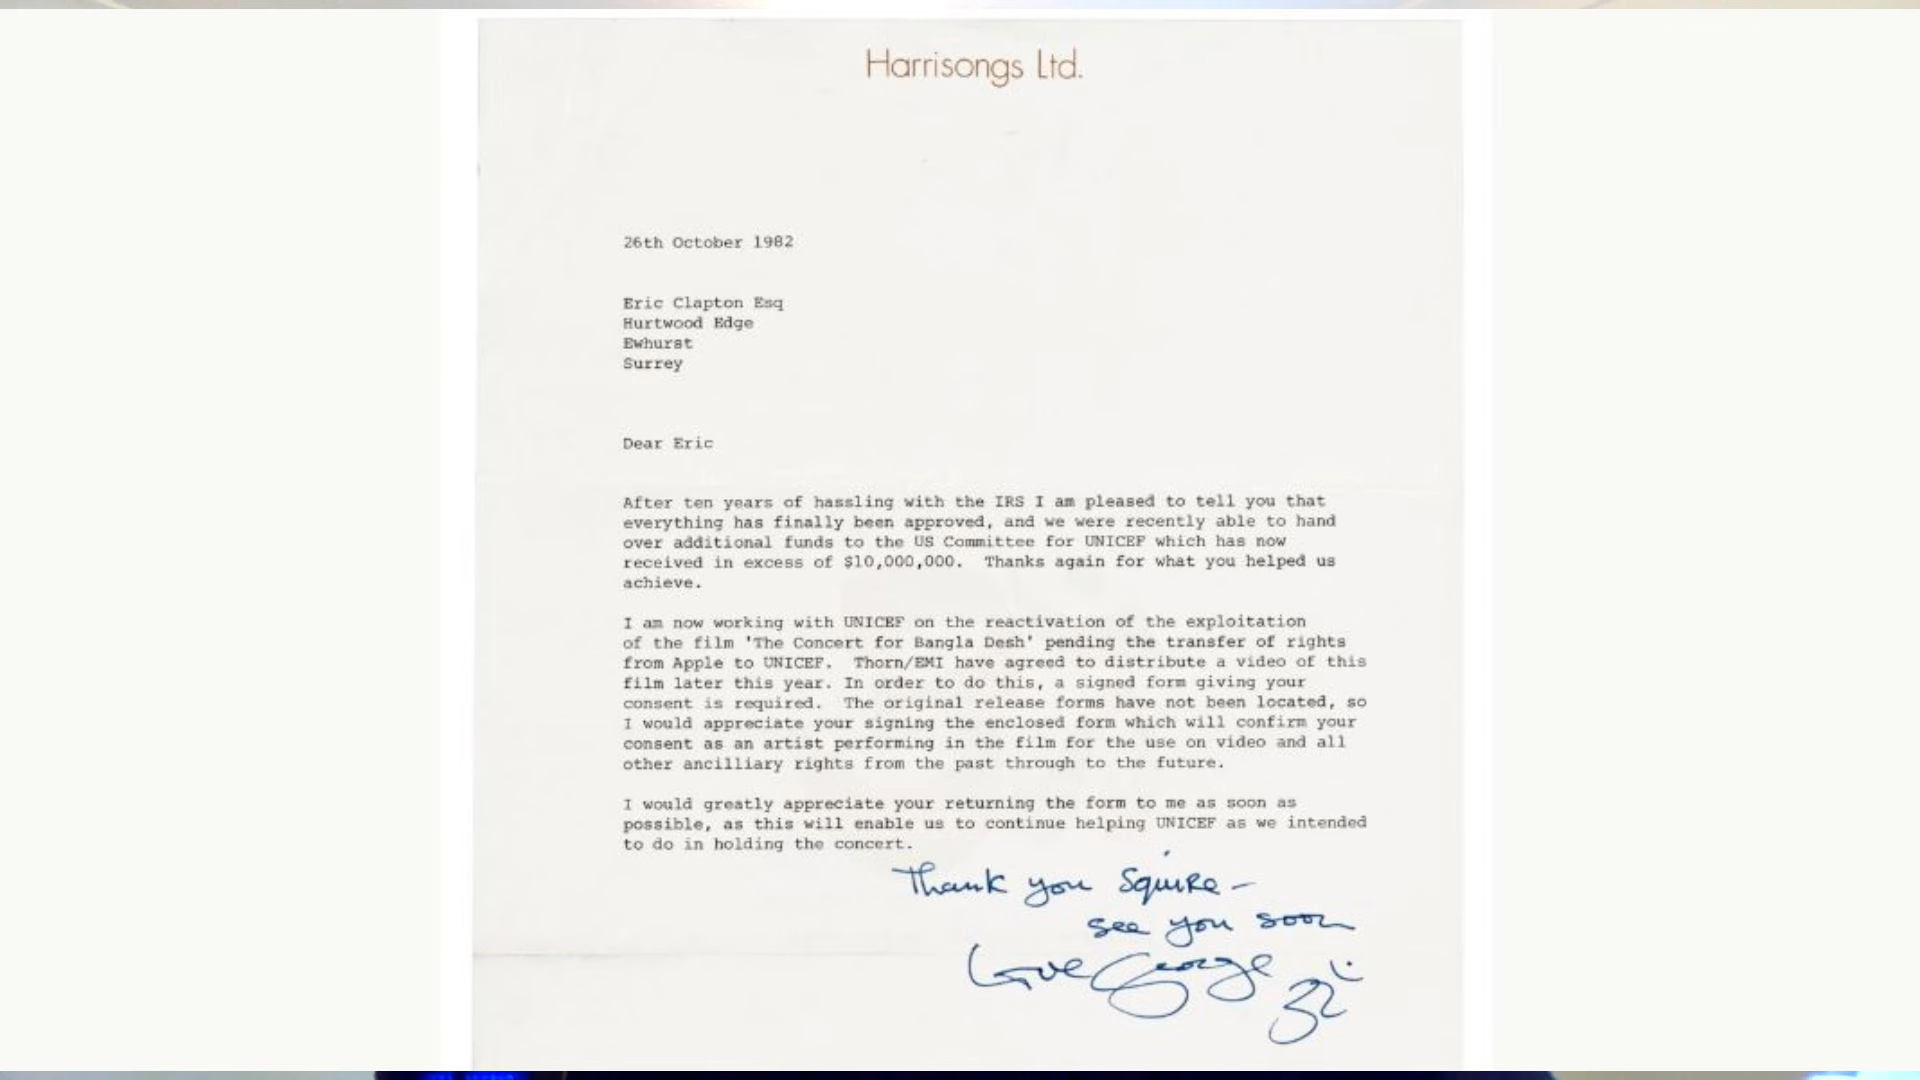 Harrisongs Ltd.
26th October 1982
Eric Clapton Esq
Hurtwood Edge
Ewhurst
Surrey
Dear Eric
After ten years of hassling with the IRS I am pleased to tell you that
everything has finally been approved, and we were recently able to hand
over additional funds to the US Committee for UNICEF which has now
received in excess of $10,000,000.  Thanks again for what you helped us
achieve.
I am now working with UNICEF on the reactivation of the exploitation
of the film 'The Concert for Bangla Desh' pending the transfer of rights
from Apple to UNICEF.  Thorn/EMI have agreed to distribute a video of this
film later this year. In order to do this, a signed form giving your
consent is required.  The original release forms have not been located, so
I would appreciate your signing the enclosed form which will confirm your
consent as an artist performing in the film for the use on video and all
other ancilliary rights from the past through to the future.
I would greatly appreciate your returning the form to me as soon as
possible, as this will enable us to continue helping UNICEF as we intended
to do in holding the concert.
Thank you Squire -
see you soon
Love George
ॐ